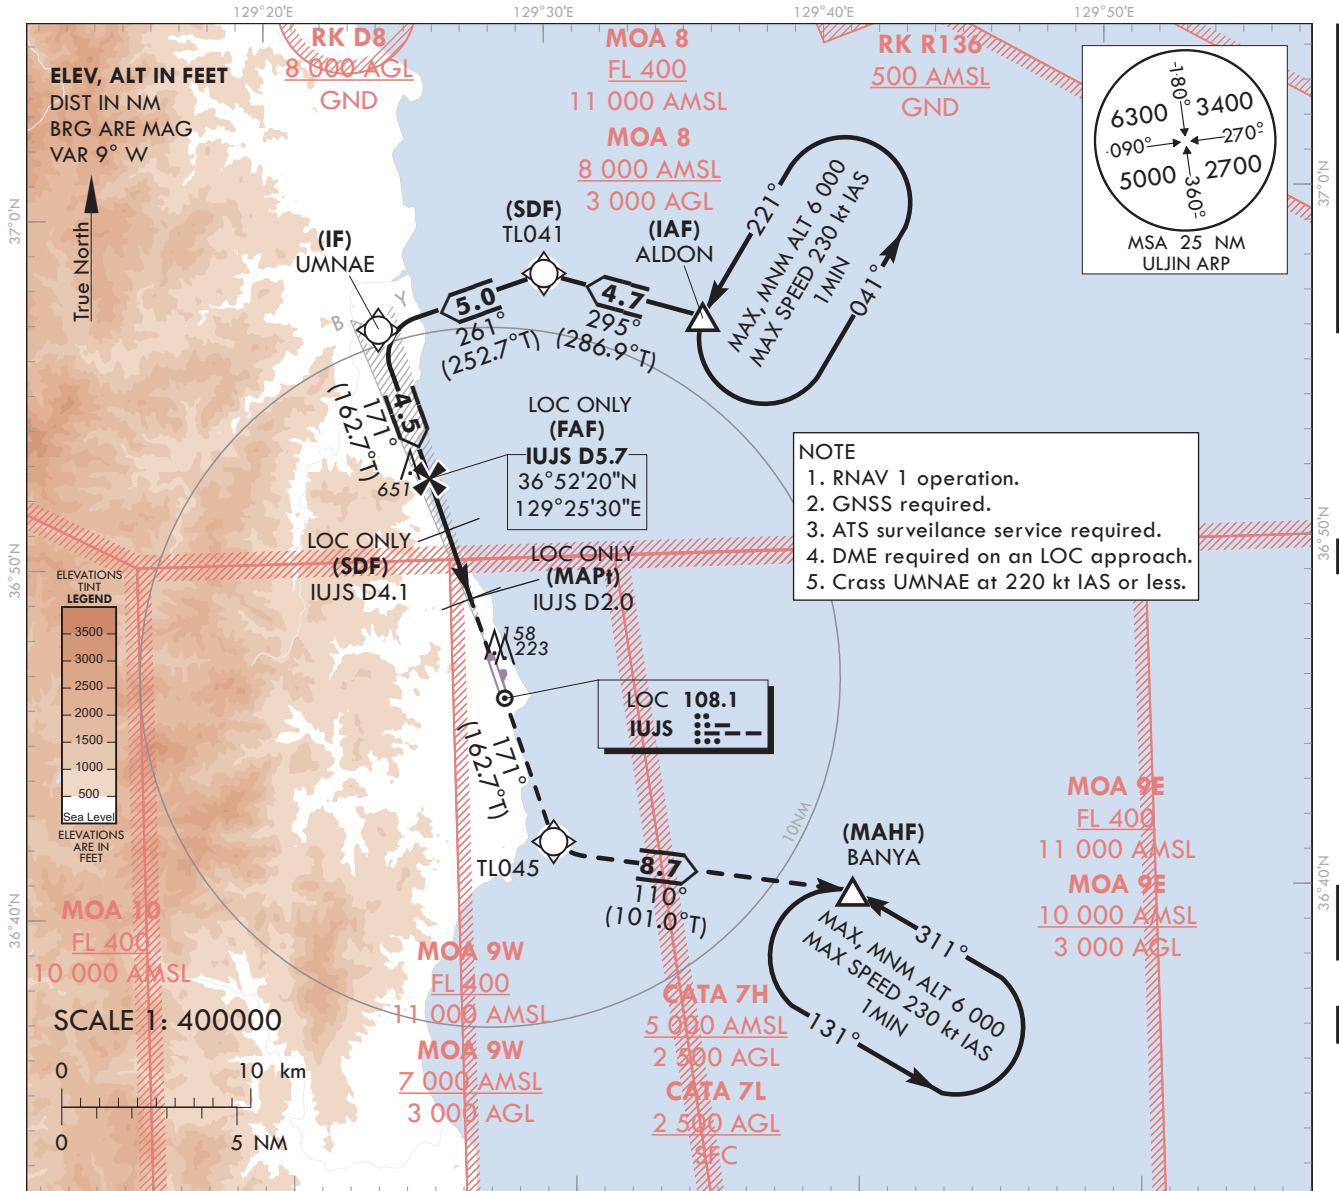 129°20'E
129°30'E
129°40'E
129°50'E
ELEV, ALT IN FEET
DIST IN NM
BRG ARE MAG
VAR 9° W
True North
RK D8
8 000 AGL
GND
MOA 8
FL 400
11 000 AMSL
MOA 8
8 000 AMSL
3 000 AGL
RK R136
500 AMSL
GND
-180°
6300
3400
-090°
270°-
5000
2700
360°-
MSA 25 NM
ULJIN ARP
37°0'N
37°0'N
(IF)
UMNAE
(SDF)
TL041
(IAF)
ALDON
221°
MAX, MNM ALT 6 000
MAX SPEED 230 kt IAS
1MIN
041°
B
Y
5.0
261°
(252.7°T)
4.7
295°
(286.9°T)
4.5
171°
(162.7°T)
651
LOC ONLY
(FAF)
IUJS D5.7
36°52'20"N
129°25'30"E
NOTE
1. RNAV 1 operation.
2. GNSS required.
3. ATS surveilance service required.
4. DME required on an LOC approach.
5. Crass UMNAE at 220 kt IAS or less.
36°50'N
36°50'N
LOC ONLY
(SDF)
IUJS D4.1
LOC ONLY
(MAPt)
IUJS D2.0
ELEVATIONS
TINT
LEGEND
3500
3000
2500
2000
1500
1000
500
Sea Level
ELEVATIONS
ARE IN
FEET
158
223
LOC 108.1
IUJS
171°
(162.7°T)
10NM
TL045
8.7
110°
(101.0°T)
(MAHF)
BANYA
311°
MAX, MNM ALT 6 000
MAX SPEED 230 kt IAS
1MIN
131°
MOA 9E
FL 400
11 000 AMSL
MOA 9E
10 000 AMSL
3 000 AGL
36°40'N
36°40'N
MOA 10
FL 400
10 000 AMSL
MOA 9W
FL 400
11 000 AMSL
MOA 9W
7 000 AMSL
3 000 AGL
CATA 7H
5 000 AMSL
2 500 AGL
CATA 7L
2 500 AGL
SFC
SCALE 1: 400000
0 10 km
0 5 NM